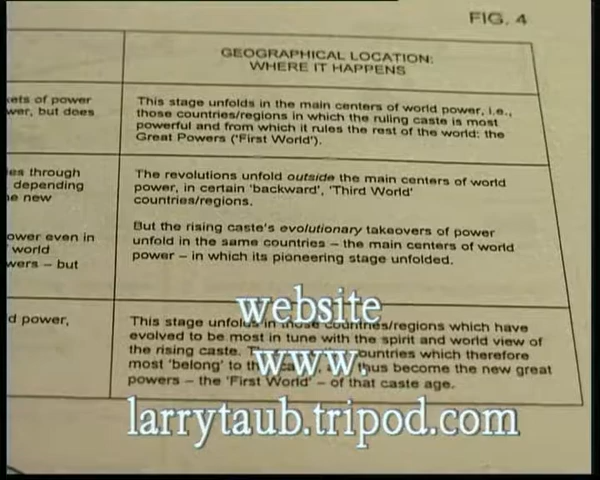 FIG. 4
GEOGRAPHICAL LOCATION:
WHERE IT HAPPENS
kets of power
wer, but does
This stage unfolds in the main centers of world power, i.e.,
those countries/regions in which the ruling caste is most
powerful and from which it rules the rest of the world: the
Great Powers ('First World').
es through
depending
e new
The revolutions unfold outside the main centers of world
power, in certain 'backward', 'Third World'
countries/regions.
ower even in
world
wers – but
But the rising caste's evolutionary takeovers of power
unfold in the same countries – the main centers of world
power – in which its pioneering stage unfolded.
d power,
This stage unfolds in those countries/regions which have
evolved to be most in tune with the spirit and world view of
the rising caste. countries which therefore
most 'belong' to thus become the new great
powers – the 'First World' – of that caste age.
website
www.
larrytaub.tripod.com